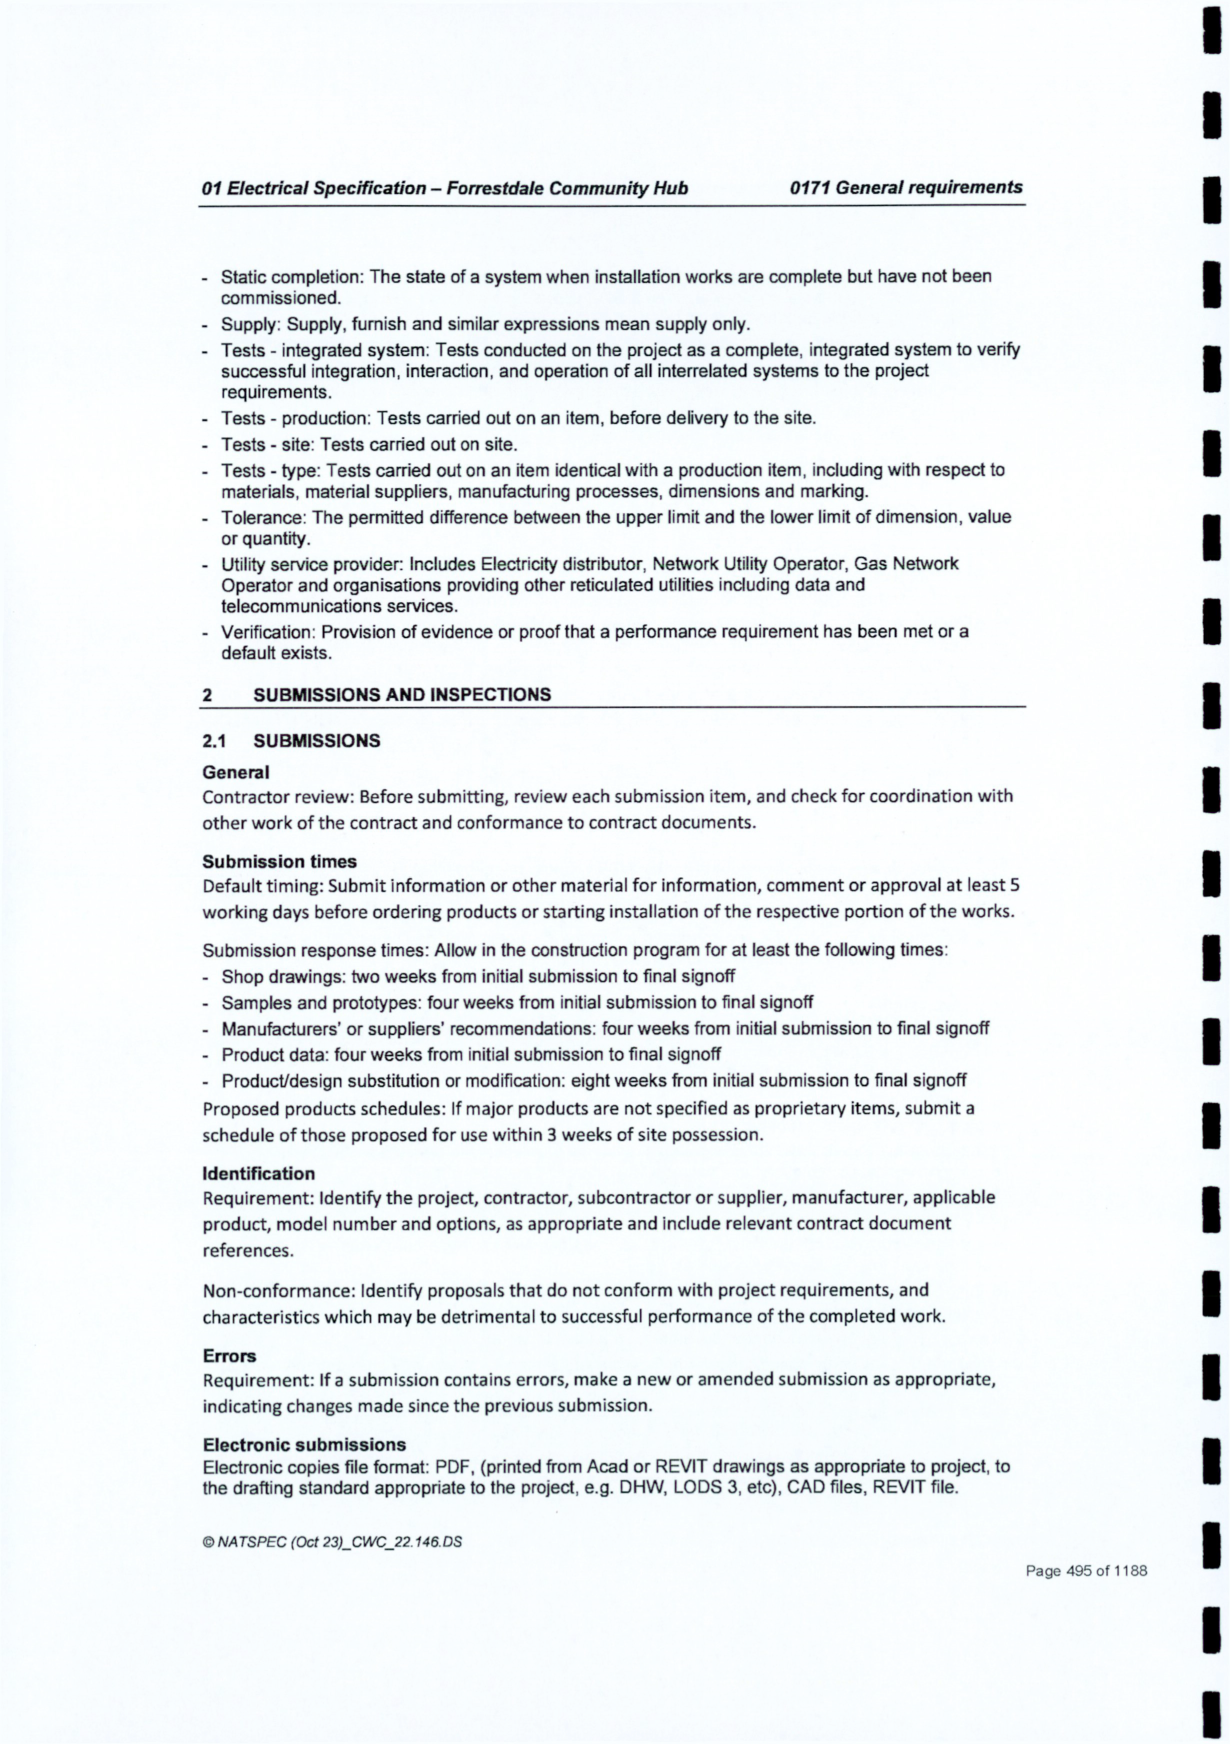 01 Electrical Specification – Forrestdale Community Hub 0171 General requirements
- Static completion: The state of a system when installation works are complete but have not been
commissioned.
- Supply: Supply, furnish and similar expressions mean supply only.
- Tests - integrated system: Tests conducted on the project as a complete, integrated system to verify
successful integration, interaction, and operation of all interrelated systems to the project
requirements.
- Tests - production: Tests carried out on an item, before delivery to the site.
- Tests - site: Tests carried out on site.
- Tests - type: Tests carried out on an item identical with a production item, including with respect to
materials, material suppliers, manufacturing processes, dimensions and marking.
- Tolerance: The permitted difference between the upper limit and the lower limit of dimension, value
or quantity.
- Utility service provider: Includes Electricity distributor, Network Utility Operator, Gas Network
Operator and organisations providing other reticulated utilities including data and
telecommunications services.
- Verification: Provision of evidence or proof that a performance requirement has been met or a
default exists.
2 SUBMISSIONS AND INSPECTIONS
2.1 SUBMISSIONS
General
Contractor review: Before submitting, review each submission item, and check for coordination with
other work of the contract and conformance to contract documents.
Submission times
Default timing: Submit information or other material for information, comment or approval at least 5
working days before ordering products or starting installation of the respective portion of the works.
Submission response times: Allow in the construction program for at least the following times:
- Shop drawings: two weeks from initial submission to final signoff
- Samples and prototypes: four weeks from initial submission to final signoff
- Manufacturers' or suppliers' recommendations: four weeks from initial submission to final signoff
- Product data: four weeks from initial submission to final signoff
- Product/design substitution or modification: eight weeks from initial submission to final signoff
Proposed products schedules: If major products are not specified as proprietary items, submit a
schedule of those proposed for use within 3 weeks of site possession.
Identification
Requirement: Identify the project, contractor, subcontractor or supplier, manufacturer, applicable
product, model number and options, as appropriate and include relevant contract document
references.
Non-conformance: Identify proposals that do not conform with project requirements, and
characteristics which may be detrimental to successful performance of the completed work.
Errors
Requirement: If a submission contains errors, make a new or amended submission as appropriate,
indicating changes made since the previous submission.
Electronic submissions
Electronic copies file format: PDF, (printed from Acad or REVIT drawings as appropriate to project, to
the drafting standard appropriate to the project, e.g. DHW, LODS 3, etc), CAD files, REVIT file.
© NATSPEC (Oct 23)_CWC_22.146.DS
Page 495 of 1188